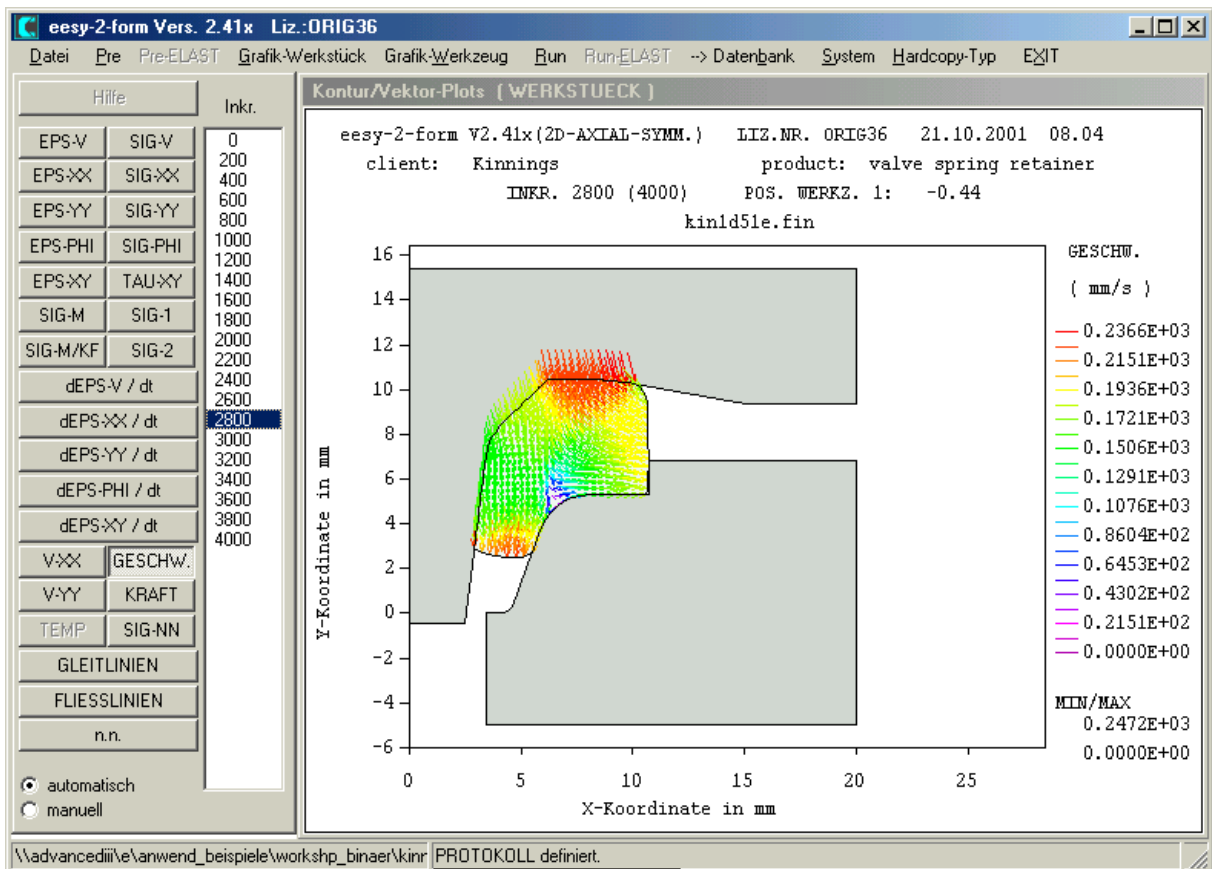 eesy-2-form Vers. 2.41x Liz.:ORIG36
Datei Pre Pre-ELAST Grafik-Werkstück Grafik-Werkzeug Run Run-ELAST --> Datenbank System Hardcopy-Typ EXIT
Hilfe
Inkr.
EPS-V SIG-V
EPS-XX SIG-XX
EPS-YY SIG-YY
EPS-PHI SIG-PHI
EPS-XY TAU-XY
SIG-M SIG-1
SIG-M/KF SIG-2
dEPS-V / dt
dEPS-XX / dt
dEPS-YY / dt
dEPS-PHI / dt
dEPS-XY / dt
V-XX GESCHW.
V-YY KRAFT
TEMP SIG-NN
GLEITLINIEN
FLIESSLINIEN
n.n.
automatisch
manuell
0
200
400
600
800
1000
1200
1400
1600
1800
2000
2200
2400
2600
2800
3000
3200
3400
3600
3800
4000
Kontur/Vektor-Plots ( WERKSTUECK )
eesy-2-form V2.41x(2D-AXIAL-SYMM.) LIZ.NR. ORIG36 21.10.2001 08.04
client: Kinnings product: valve spring retainer
INKR. 2800 (4000) POS. WERKZ. 1: -0.44
kin1d51e.fin
16
14
12
10
8
6
4
2
0
-2
-4
-6
Y-Koordinate in mm
0 5 10 15 20 25
X-Koordinate in mm
GESCHW.
( mm/s )
0.2366E+03
0.2151E+03
0.1936E+03
0.1721E+03
0.1506E+03
0.1291E+03
0.1076E+03
0.8604E+02
0.6453E+02
0.4302E+02
0.2151E+02
0.0000E+00
MIN/MAX
0.2472E+03
0.0000E+00
\\advancediii\e\anwend_beispiele\workshp_binaer\kinr PROTOKOLL definiert.